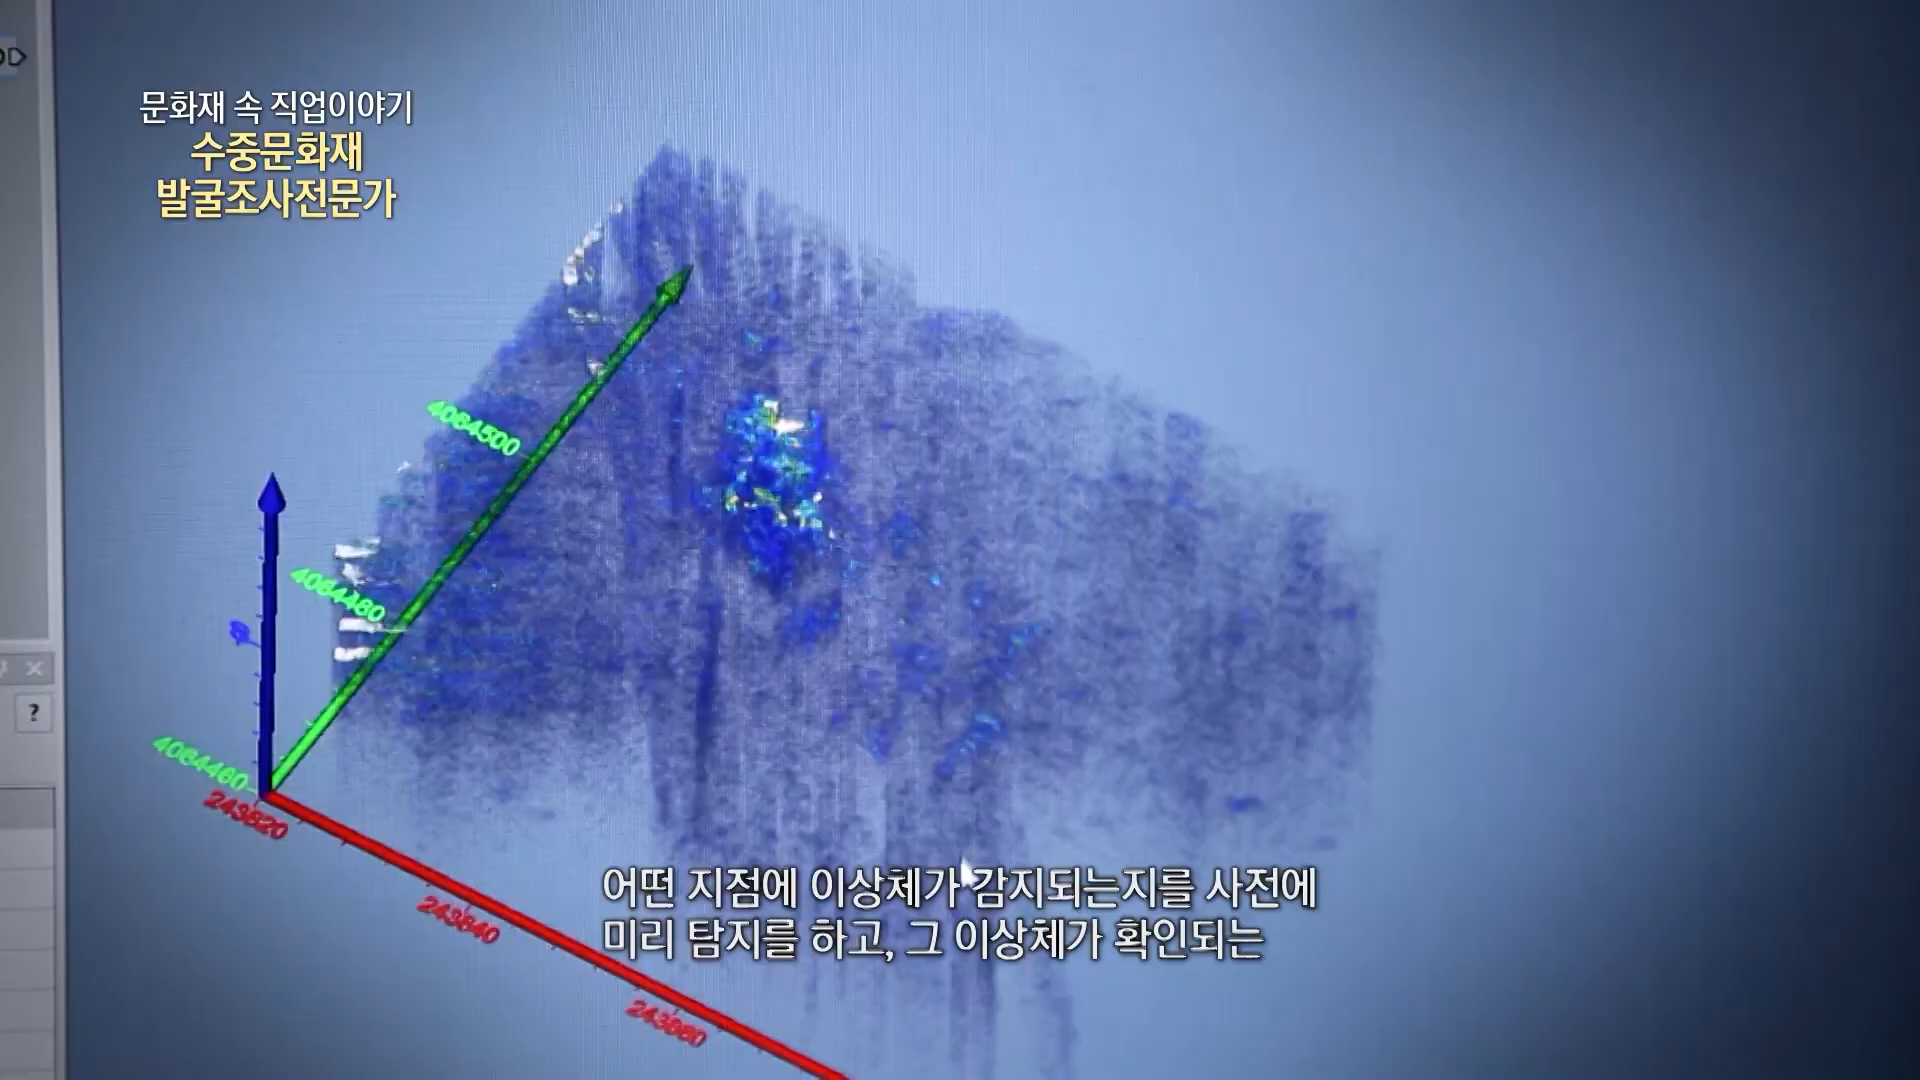 문화재 속 직업이야기
수중문화재
발굴조사전문가
4084500
4084480
4084460
243820
243840
243860
?
어떤 지점에 이상체가 감지되는지를 사전에
미리 탐지를 하고, 그 이상체가 확인되는